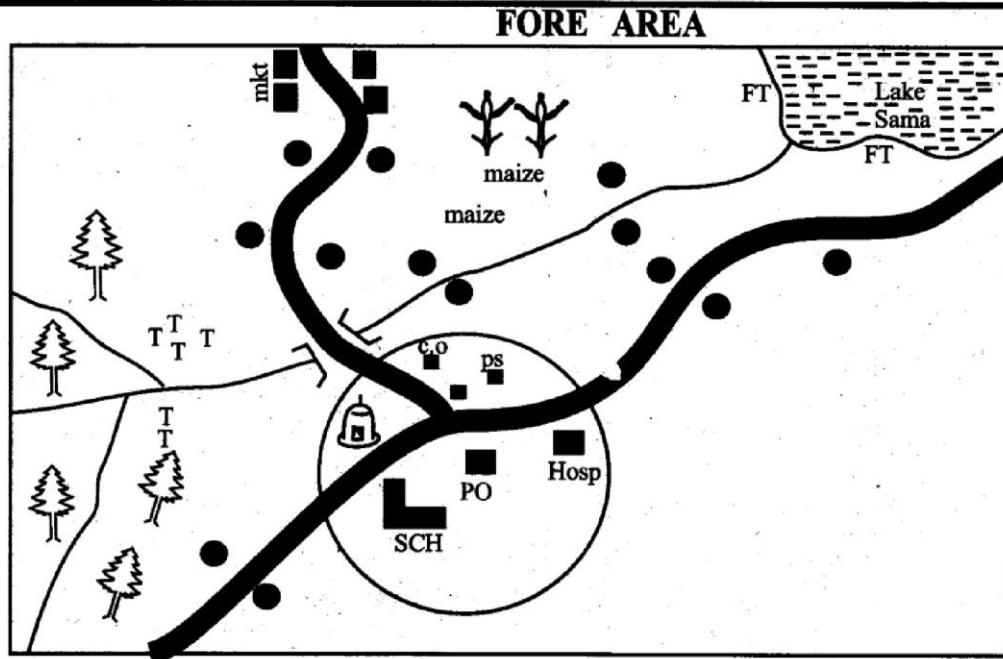 FORE AREA
mkt
FT
Lake
Sama
FT
maize
maize
T
T T
T
c.o
ps
T
T
PO
Hosp
SCH